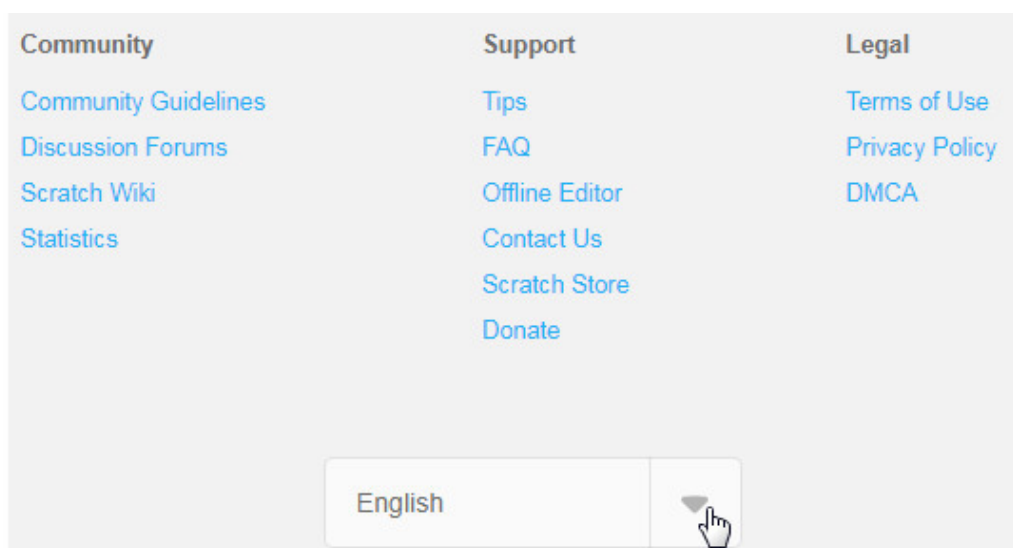 Community
Community Guidelines
Discussion Forums
Scratch Wiki
Statistics
Support
Tips
FAQ
Offline Editor
Contact Us
Scratch Store
Donate
Legal
Terms of Use
Privacy Policy
DMCA
English